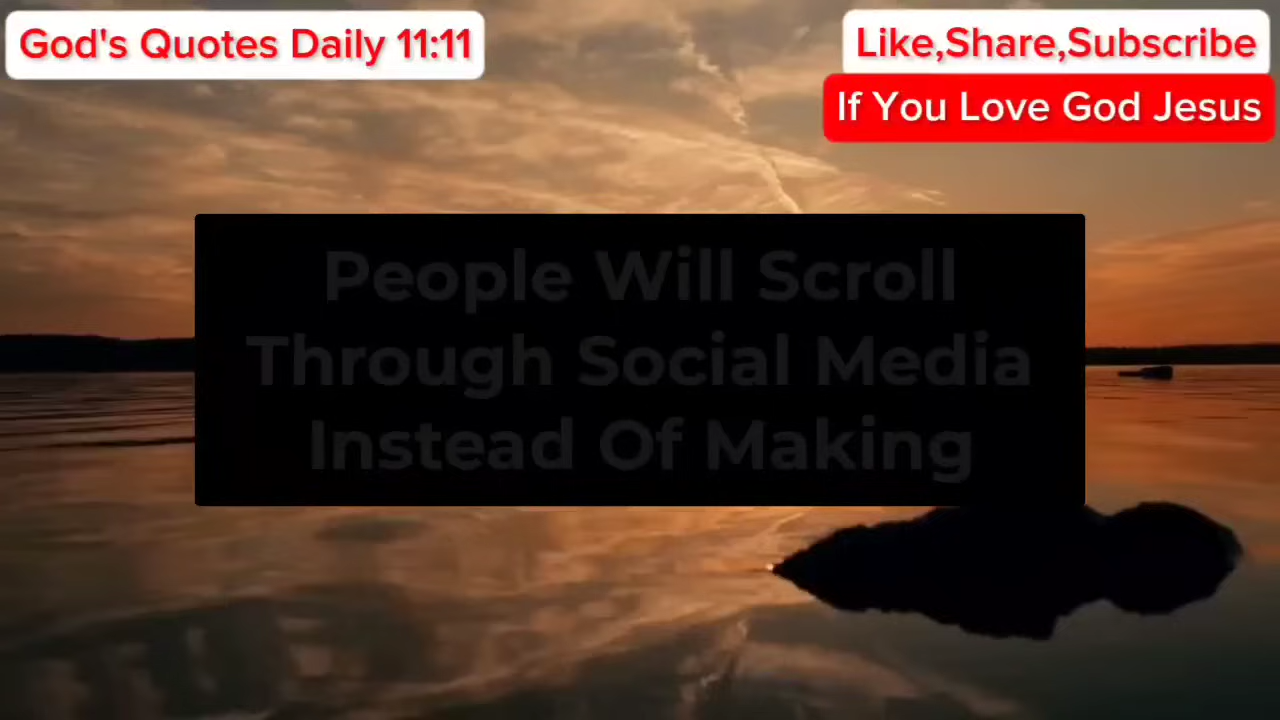 God's Quotes Daily 11:11
Like,Share,Subscribe
If You Love God Jesus
People Will Scroll
Through Social Media
Instead Of Making